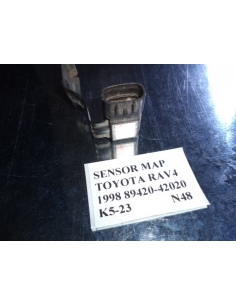 SENSOR MAP
TOYOTA RAV4
1998 89420-42020
K5-23 N48